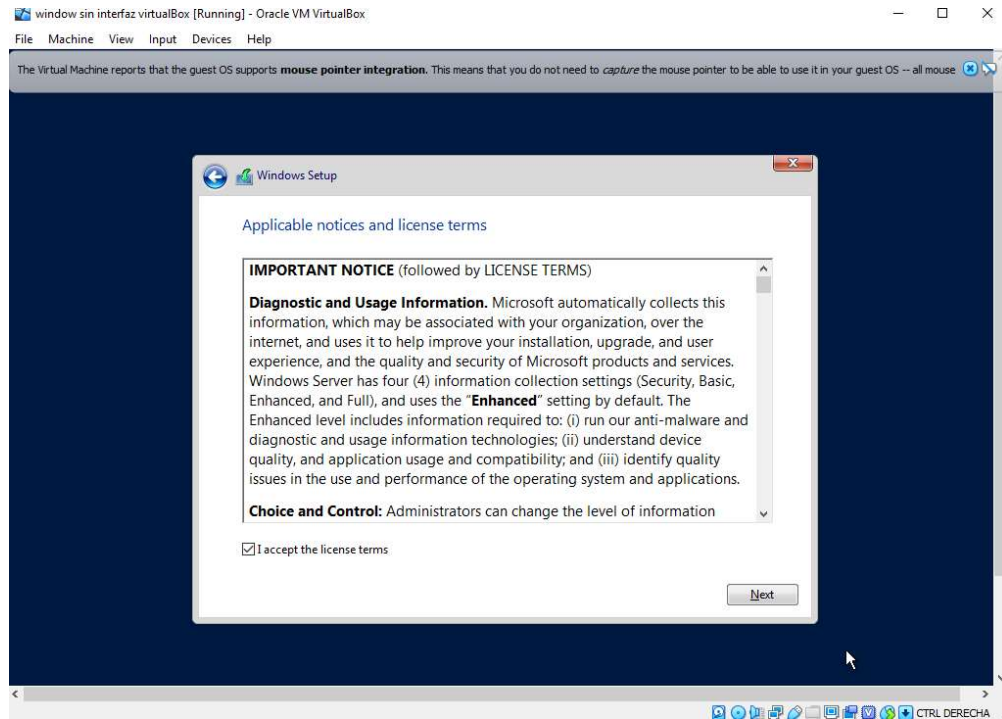 window sin interfaz virtualBox [Running] - Oracle VM VirtualBox
File Machine View Input Devices Help
The Virtual Machine reports that the guest OS supports mouse pointer integration. This means that you do not need to capture the mouse pointer to be able to use it in your guest OS -- all mouse
Windows Setup
Applicable notices and license terms
IMPORTANT NOTICE (followed by LICENSE TERMS)
Diagnostic and Usage Information. Microsoft automatically collects this
information, which may be associated with your organization, over the
internet, and uses it to help improve your installation, upgrade, and user
experience, and the quality and security of Microsoft products and services.
Windows Server has four (4) information collection settings (Security, Basic,
Enhanced, and Full), and uses the “Enhanced” setting by default. The
Enhanced level includes information required to: (i) run our anti-malware and
diagnostic and usage information technologies; (ii) understand device
quality, and application usage and compatibility; and (iii) identify quality
issues in the use and performance of the operating system and applications.
Choice and Control: Administrators can change the level of information
I accept the license terms
Next
CTRL DERECHA